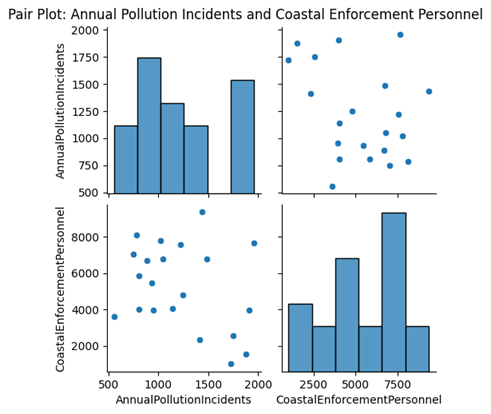 Pair Plot: Annual Pollution Incidents and Coastal Enforcement Personnel
2000
1750
1500
1250
1000
750
500
AnnualPollutionIncidents
8000
6000
4000
2000
0
CoastalEnforcementPersonnel
500 1000 1500 2000
AnnualPollutionIncidents
2500 5000 7500
CoastalEnforcementPersonnel